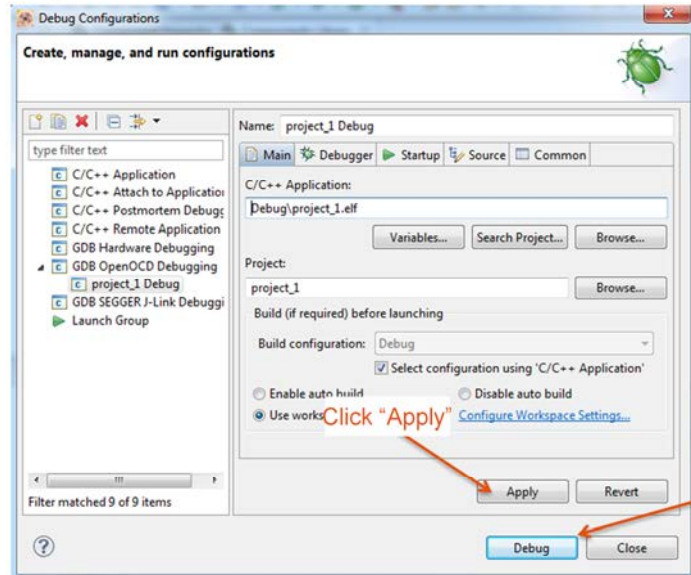 Debug Configurations
Create, manage, and run configurations
type filter text
C/C++ Application
C/C++ Attach to Application
C/C++ Postmortem Debugg
C/C++ Remote Application
GDB Hardware Debugging
GDB OpenOCD Debugging
project_1 Debug
GDB SEGGER J-Link Debuggi
Launch Group
Filter matched 9 of 9 items
Name: project_1 Debug
Main Debugger Startup Source Common
C/C++ Application:
Debug\project_1.elf
Variables... Search Project... Browse...
Project:
project_1 Browse...
Build (if required) before launching
Build configuration: Debug
Select configuration using 'C/C++ Application'
Enable auto build Disable auto build
Use works Configure Workspace Settings...
Click “Apply”
Apply Revert
Debug Close